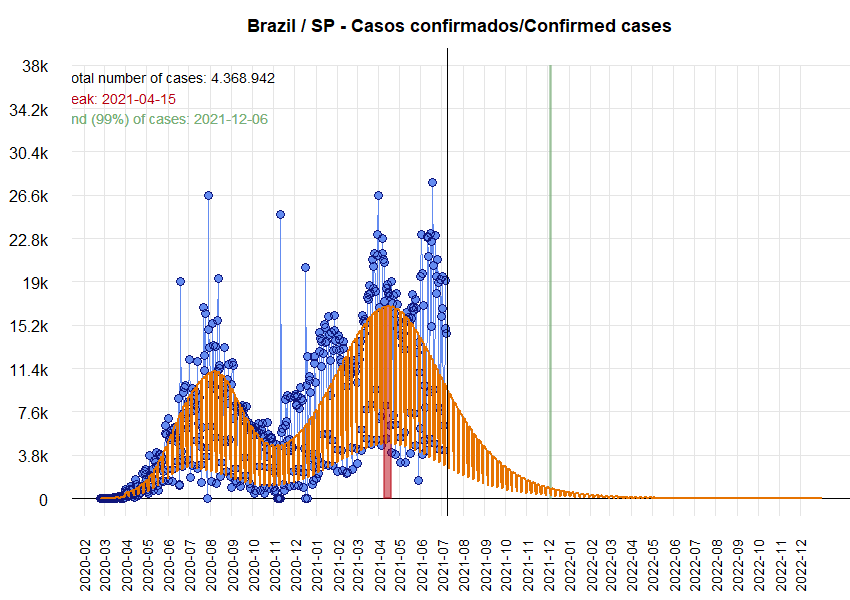 Brazil / SP - Casos confirmados/Confirmed cases
38k
otal number of cases: 4.368.942
eak: 2021-04-15
34.2k
nd (99%) of cases: 2021-12-06
30.4k
26.6k
22.8k
19k
15.2k
11.4k
7.6k
3.8k
0
2020-02
2020-03
2020-04
2020-05
2020-06
2020-07
2020-08
2020-09
2020-10
2020-11
2020-12
2021-01
2021-02
2021-03
2021-04
2021-05
2021-06
2021-07
2021-08
2021-09
2021-10
2021-11
2021-12
2022-01
2022-02
2022-03
2022-04
2022-05
2022-06
2022-07
2022-08
2022-09
2022-10
2022-11
2022-12